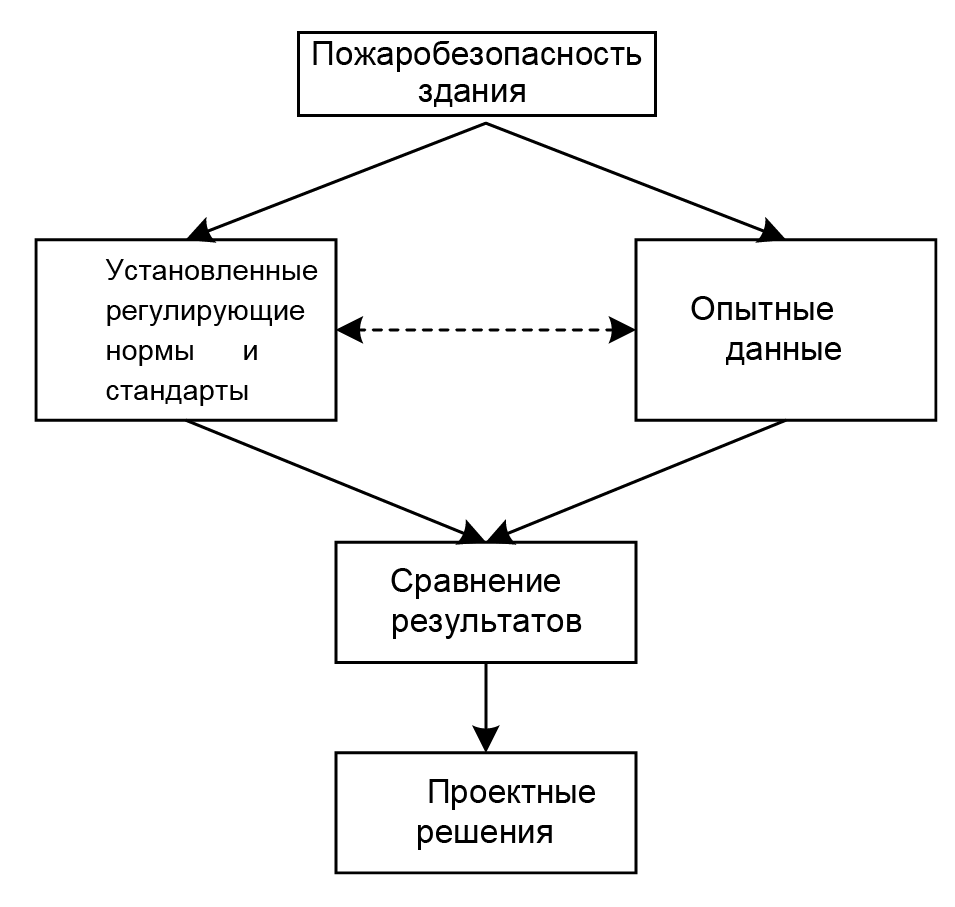 Пожаробезопасность
здания
Установленные
регулирующие
нормы и
стандарты
Опытные
данные
Сравнение
результатов
Проектные
решения